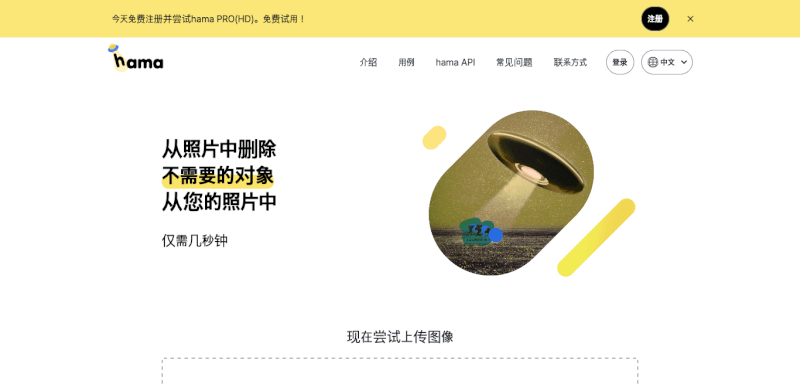 今天免费注册并尝试hama PRO(HD)。免费试用！
注册
hama
介绍
用例
hama API
常见问题
联系方式
登录
中文
从照片中删除
不需要的对象
从您的照片中
仅需几秒钟
现在尝试上传图像